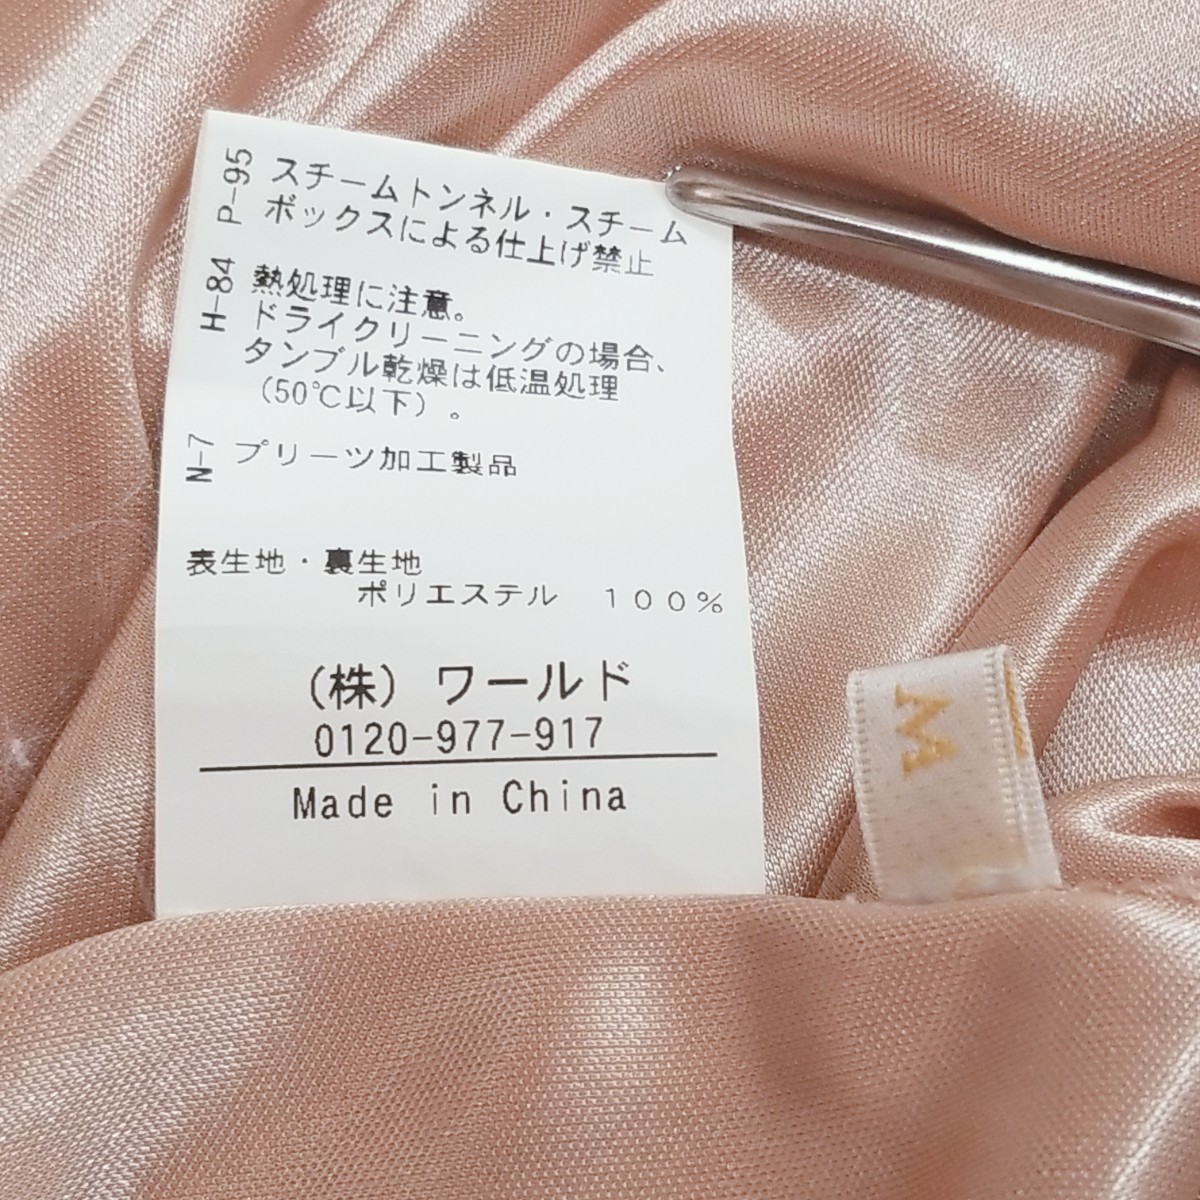 P-95 スチームトンネル・スチーム
ボックスによる仕上げ禁止
H-84 熱処理に注意。
ドライクリーニングの場合、
タンブル乾燥は低温処理
（50℃以下）。
N-7 プリーツ加工製品
表生地・裏生地
ポリエステル 100%
(株) ワールド
0120-977-917
Made in China
M